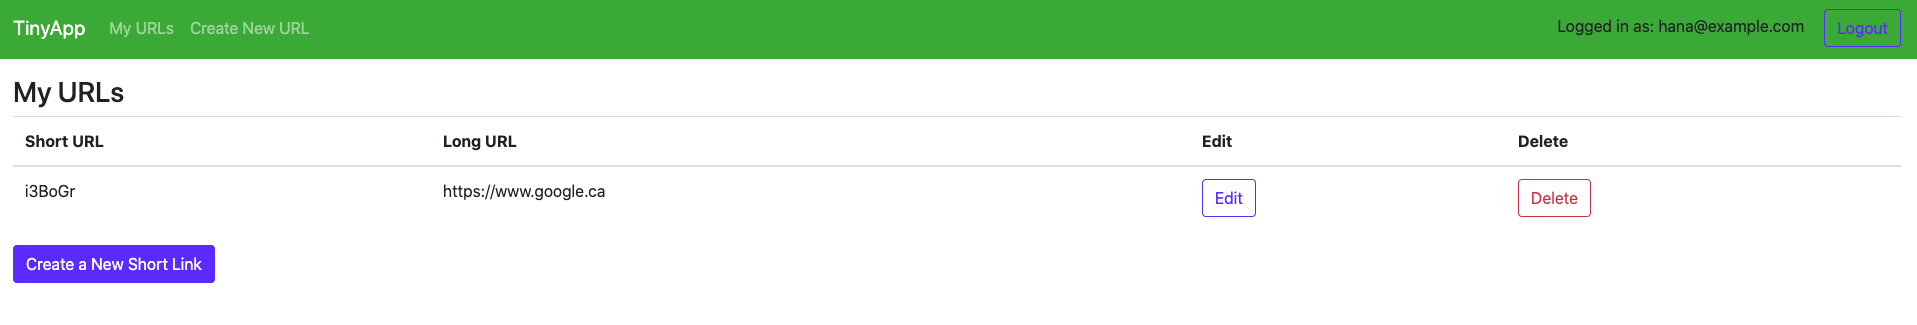 TinyApp My URLs Create New URL Logged in as: hana@example.com Logout
My URLs
Short URL Long URL Edit Delete
i3BoGr https://www.google.ca Edit Delete
Create a New Short Link